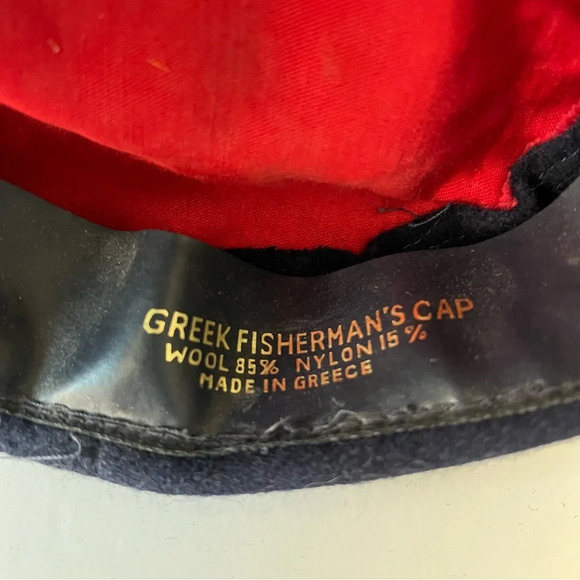 GREEK FISHERMAN'S CAP
WOOL 85% NYLON 15%
MADE IN GREECE